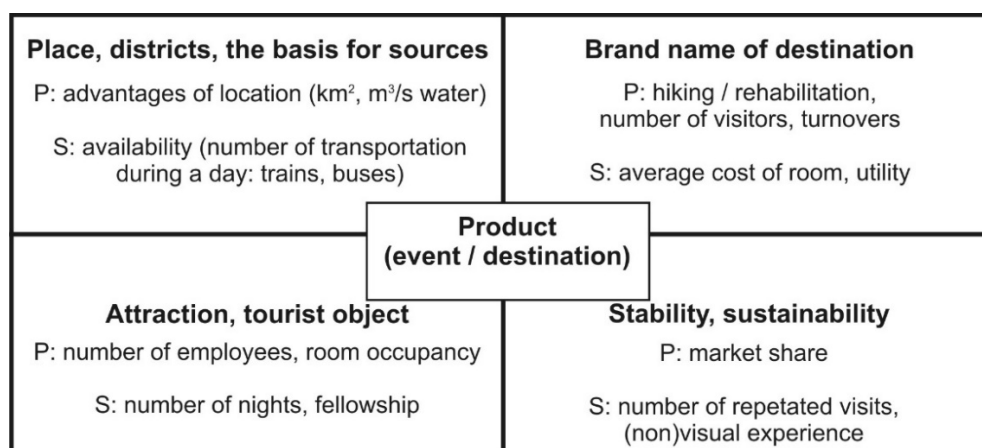 Place, districts, the basis for sources
P: advantages of location (km², m³/s water)
S: availability (number of transportation
during a day: trains, buses)
Brand name of destination
P: hiking / rehabilitation,
number of visitors, turnovers
S: average cost of room, utility
Product
(event / destination)
Attraction, tourist object
P: number of employees, room occupancy
S: number of nights, fellowship
Stability, sustainability
P: market share
S: number of repetated visits,
(non)visual experience